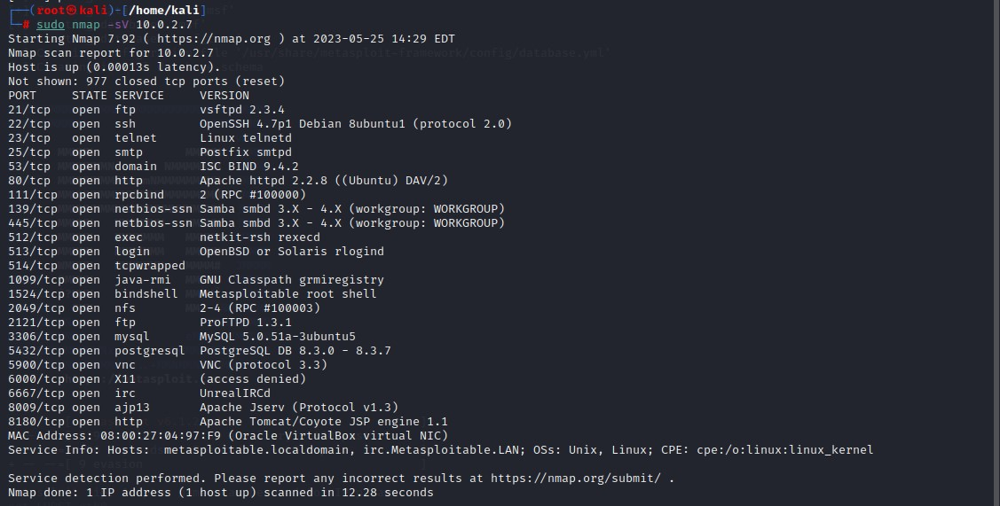 ┌──(root㉿kali)-[/home/kali]
└─# sudo nmap -sV 10.0.2.7
Starting Nmap 7.92 ( https://nmap.org ) at 2023-05-25 14:29 EDT
Nmap scan report for 10.0.2.7
Host is up (0.00013s latency).
Not shown: 977 closed tcp ports (reset)
PORT     STATE SERVICE     VERSION
21/tcp   open  ftp         vsftpd 2.3.4
22/tcp   open  ssh         OpenSSH 4.7p1 Debian 8ubuntu1 (protocol 2.0)
23/tcp   open  telnet      Linux telnetd
25/tcp   open  smtp        Postfix smtpd
53/tcp   open  domain      ISC BIND 9.4.2
80/tcp   open  http        Apache httpd 2.2.8 ((Ubuntu) DAV/2)
111/tcp  open  rpcbind     2 (RPC #100000)
139/tcp  open  netbios-ssn Samba smbd 3.X - 4.X (workgroup: WORKGROUP)
445/tcp  open  netbios-ssn Samba smbd 3.X - 4.X (workgroup: WORKGROUP)
512/tcp  open  exec        netkit-rsh rexecd
513/tcp  open  login       OpenBSD or Solaris rlogind
514/tcp  open  tcpwrapped
1099/tcp open  java-rmi    GNU Classpath grmiregistry
1524/tcp open  bindshell   Metasploitable root shell
2049/tcp open  nfs         2-4 (RPC #100003)
2121/tcp open  ftp         ProFTPD 1.3.1
3306/tcp open  mysql       MySQL 5.0.51a-3ubuntu5
5432/tcp open  postgresql  PostgreSQL DB 8.3.0 - 8.3.7
5900/tcp open  vnc         VNC (protocol 3.3)
6000/tcp open  X11         (access denied)
6667/tcp open  irc         UnrealIRCd
8009/tcp open  ajp13       Apache Jserv (Protocol v1.3)
8180/tcp open  http        Apache Tomcat/Coyote JSP engine 1.1
MAC Address: 08:00:27:04:97:F9 (Oracle VirtualBox virtual NIC)
Service Info: Hosts:  metasploitable.localdomain, irc.Metasploitable.LAN; OSs: Unix, Linux; CPE: cpe:/o:linux:linux_kernel

Service detection performed. Please report any incorrect results at https://nmap.org/submit/ .
Nmap done: 1 IP address (1 host up) scanned in 12.28 seconds